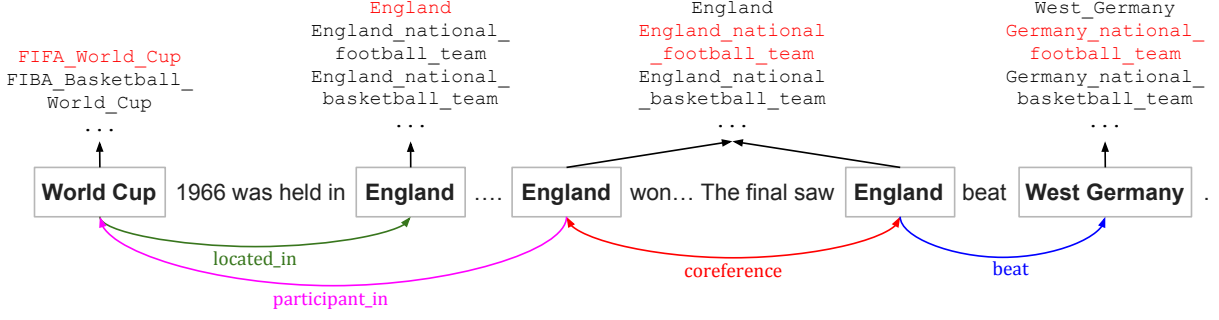 FIFA_World_Cup
FIBA_Basketball_
World_Cup
...
England
England_national_
football_team
England_national_
basketball_team
...
England
England_national
_football_team
England_national
_basketball_team
...
West_Germany
Germany_national_
football_team
Germany_national_
basketball_team
...
World Cup 1966 was held in England .... England won... The final saw England beat West Germany .
located_in
participant_in
coreference
beat